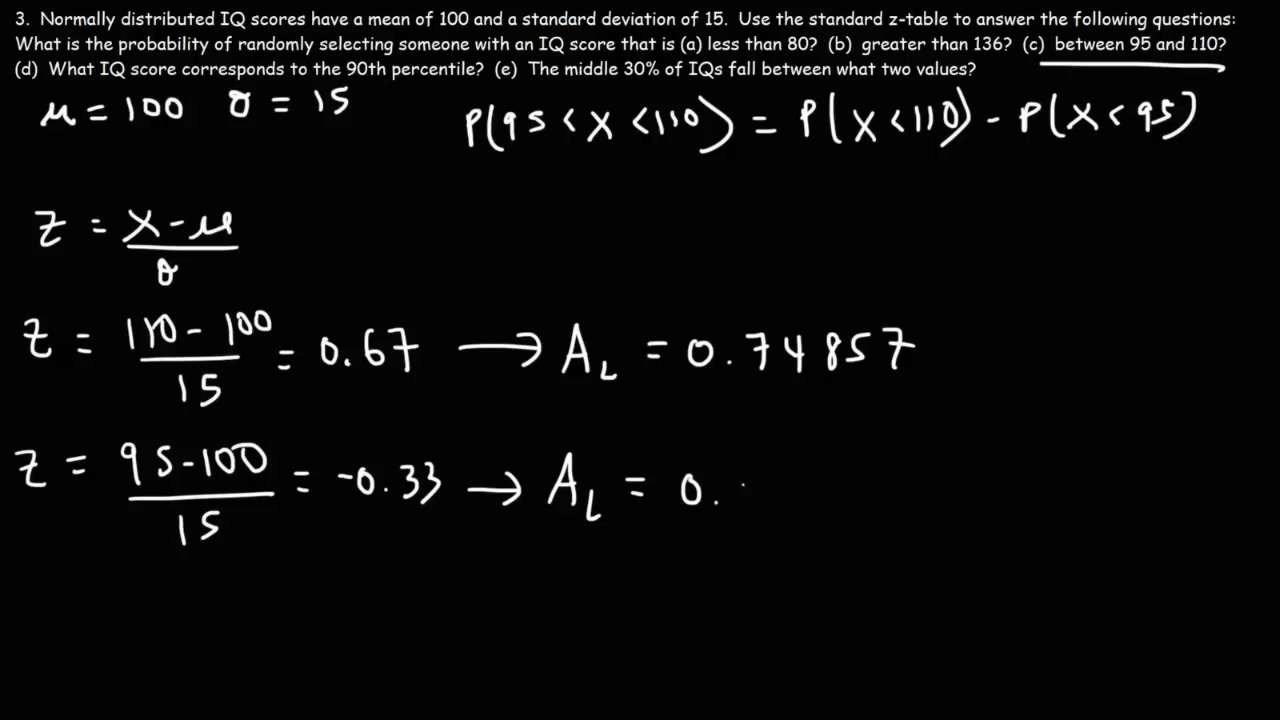 3. Normally distributed IQ scores have a mean of 100 and a standard deviation of 15. Use the standard z-table to answer the following questions:
What is the probability of randomly selecting someone with an IQ score that is (a) less than 80? (b) greater than 136? (c) between 95 and 110?
(d) What IQ score corresponds to the 90th percentile? (e) The middle 30% of IQs fall between what two values?
μ = 100 σ = 15 P(95 < X < 110) = P(X < 110) - P(X < 95)
Z = X - μ
σ
Z = 110 - 100 = 0.67 → A_L = 0.74857
15
Z = 95 - 100 = -0.33 → A_L = 0.
15